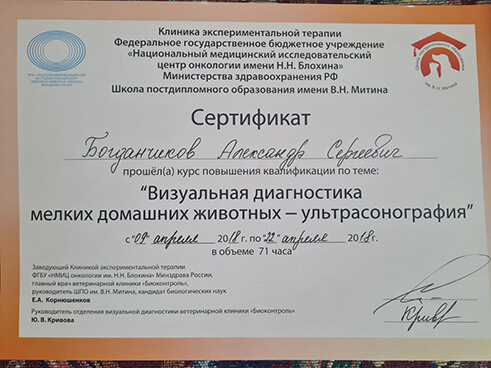 Клиника экспериментальной терапии
Федеральное государственное бюджетное учреждение
«Национальный медицинский исследовательский
центр онкологии имени Н.Н. Блохина»
Министерства здравоохранения РФ
Школа постдипломного образования имени В.Н. Митина
им. В.Н. Митина
Сертификат
Богданчиков Александр Сергеевич
прошёл(а) курс повышения квалификации по теме:
"Визуальная диагностика
мелких домашних животных – ультрасонография"
с "09" апреля 2018г. по "22" апреля 2018г.
в объеме 71 часа
Заведующий Клиникой экспериментальной терапии
ФГБУ «НМИЦ онкологии им. Н.Н. Блохина» Минздрава России,
главный врач ветеринарной клиники «Биоконтроль»,
руководитель ШПО им. В.Н. Митина, кандидат биологических наук
Е.А. Корнюшенков
Руководитель отделения визуальной диагностики ветеринарной клиники «Биоконтроль»
Ю. В. Кривова